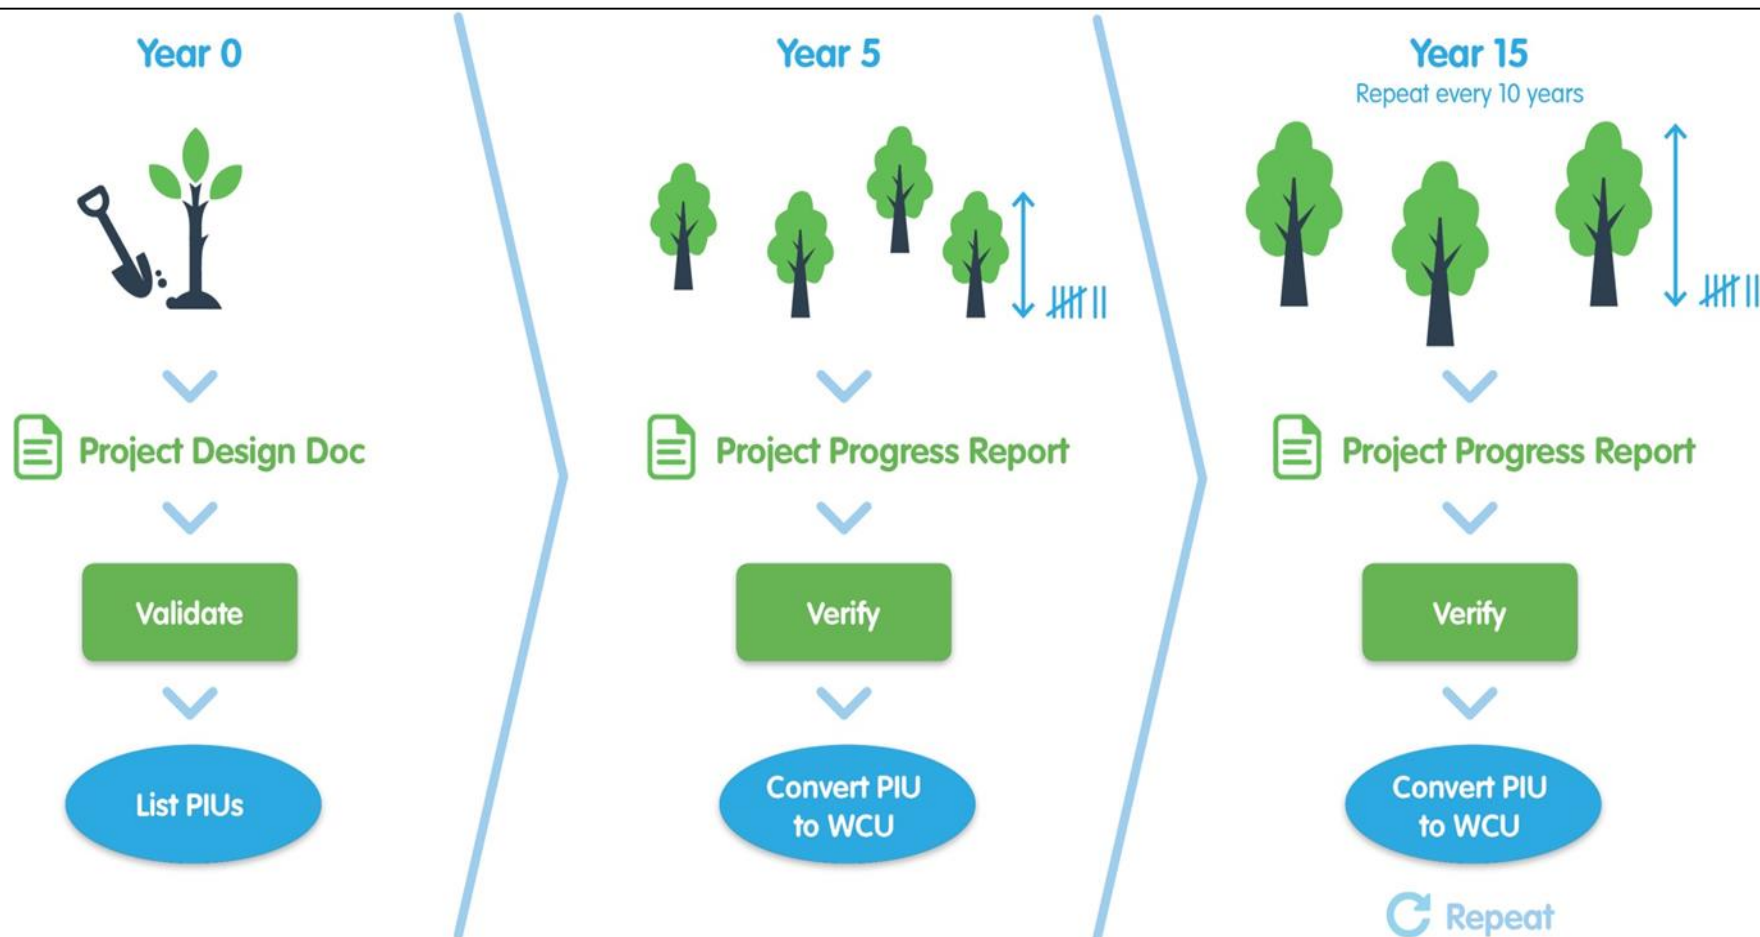 Year 0
Project Design Doc
Validate
List PIUs
Year 5
Project Progress Report
Verify
Convert PIU
to WCU
Year 15
Repeat every 10 years
Project Progress Report
Verify
Convert PIU
to WCU
Repeat